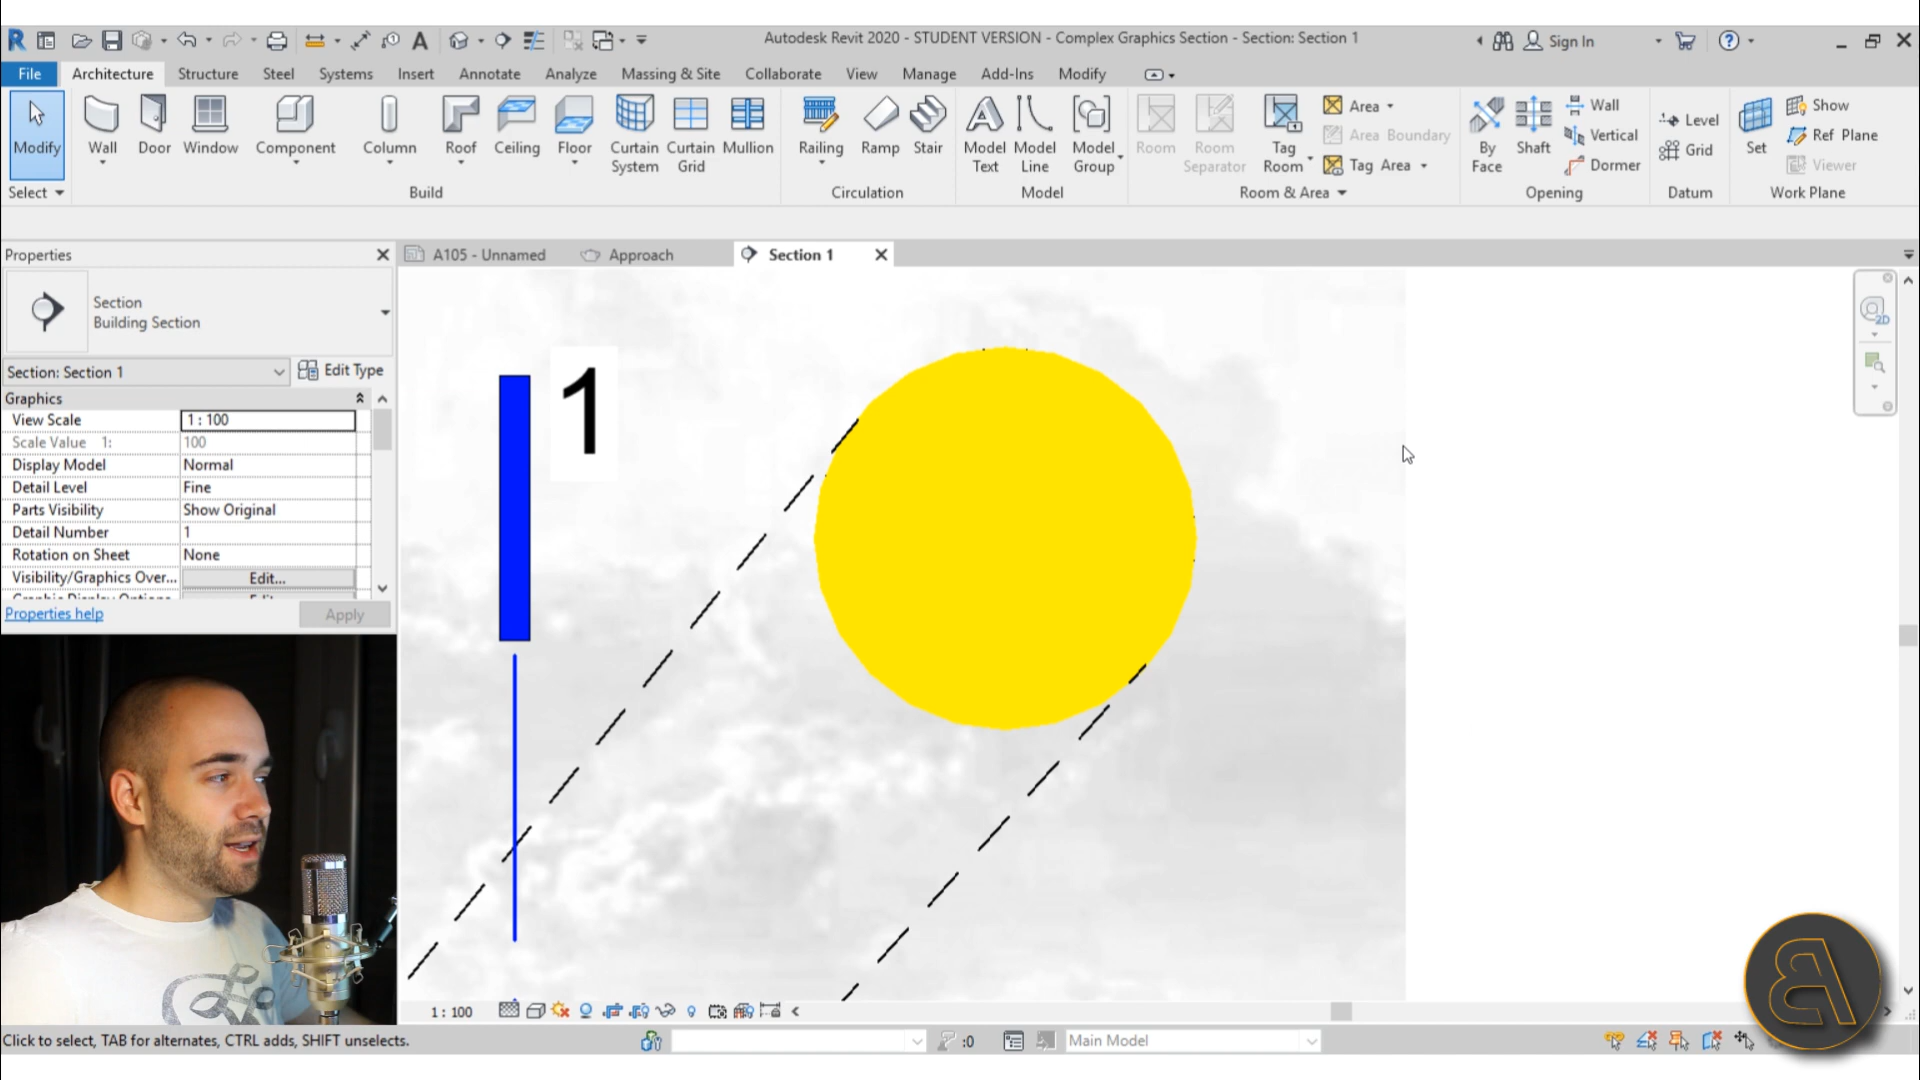 Autodesk Revit 2020 - STUDENT VERSION - Complex Graphics Section - Section: Section 1
Sign In
File Architecture Structure Steel Systems Insert Annotate Analyze Massing & Site Collaborate View Manage Add-Ins Modify
Modify
Wall Door Window Component Column Roof Ceiling Floor Curtain System Curtain Grid Mullion
Railing Ramp Stair
Model Text Model Line Model Group
Room Room Separator Tag Room
Area
Area Boundary
Tag Area
By Face Shaft
Wall
Vertical
Dormer
Level
Grid
Set
Show
Ref Plane
Viewer
Select Build Circulation Model Room & Area Opening Datum Work Plane
Properties
A105 - Unnamed Approach Section 1
Section
Building Section
Section: Section 1 Edit Type
Graphics
View Scale 1 : 100
Scale Value 1: 100
Display Model Normal
Detail Level Fine
Parts Visibility Show Original
Detail Number 1
Rotation on Sheet None
Visibility/Graphics Over... Edit...
Properties help Apply
1
2D
1 : 100
Click to select, TAB for alternates, CTRL adds, SHIFT unselects.
:0
Main Model